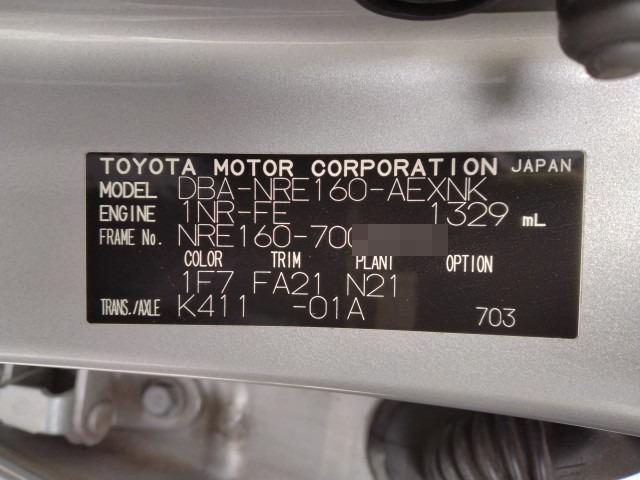 TOYOTA MOTOR CORPORATION JAPAN
MODEL DBA-NRE160-AEXNK
ENGINE 1NR-FE 1329 mL
FRAME No. NRE160-700
COLOR TRIM PLANT OPTION
1F7 FA21 N21
TRANS./AXLE K411 -01A 703